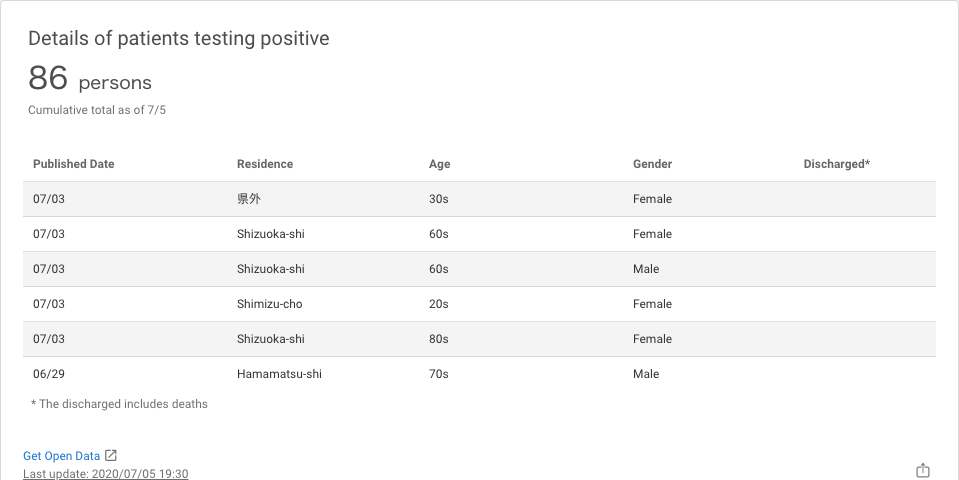 Details of patients testing positive
86 persons
Cumulative total as of 7/5
Published Date Residence Age Gender Discharged*
07/03 県外 30s Female
07/03 Shizuoka-shi 60s Female
07/03 Shizuoka-shi 60s Male
07/03 Shimizu-cho 20s Female
07/03 Shizuoka-shi 80s Female
06/29 Hamamatsu-shi 70s Male
* The discharged includes deaths
Get Open Data
Last update: 2020/07/05 19:30